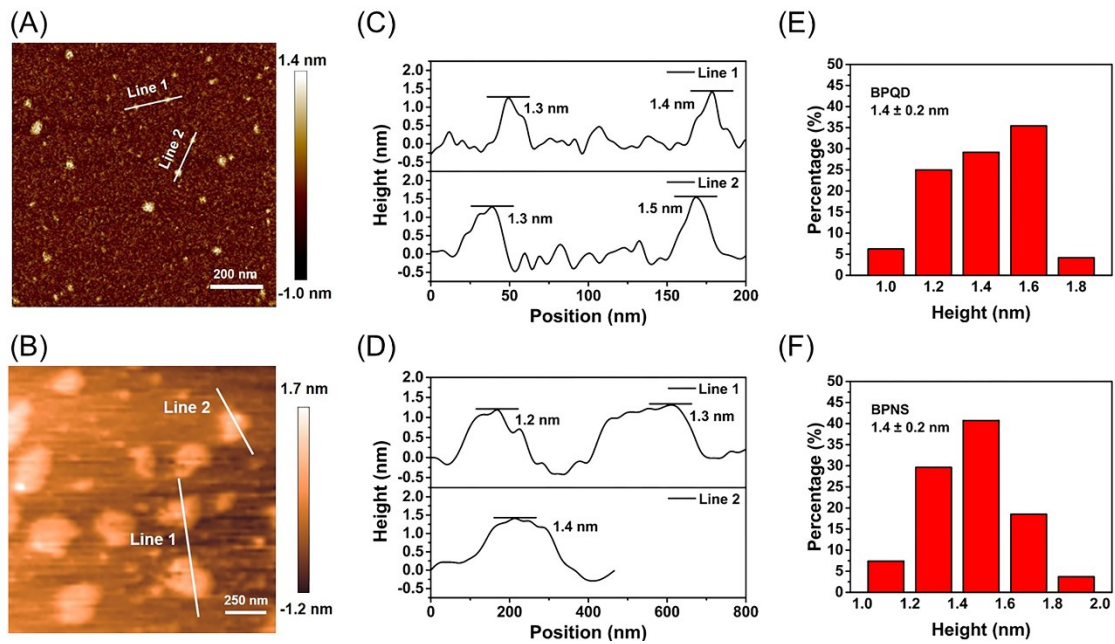 (A)
1.4 nm
Line 1
Line 2
200 nm
-1.0 nm
(C)
Height (nm)
2.0
1.5
1.0
0.5
0.0
-0.5
Line 1
1.3 nm
1.4 nm
2.0
1.5
1.0
0.5
0.0
-0.5
Line 2
1.3 nm
1.5 nm
0 50 100 150 200
Position (nm)
(E)
Percentage (%)
50
45
40
35
30
25
20
15
10
5
0
BPQD
1.4 ± 0.2 nm
1.0 1.2 1.4 1.6 1.8
Height (nm)
(B)
1.7 nm
Line 2
Line 1
250 nm
-1.2 nm
(D)
Height (nm)
2.0
1.5
1.0
0.5
0.0
-0.5
Line 1
1.2 nm
1.3 nm
2.0
1.5
1.0
0.5
0.0
-0.5
Line 2
1.4 nm
0 200 400 600 800
Position (nm)
(F)
Percentage (%)
50
45
40
35
30
25
20
15
10
5
0
BPNS
1.4 ± 0.2 nm
1.0 1.2 1.4 1.6 1.8 2.0
Height (nm)